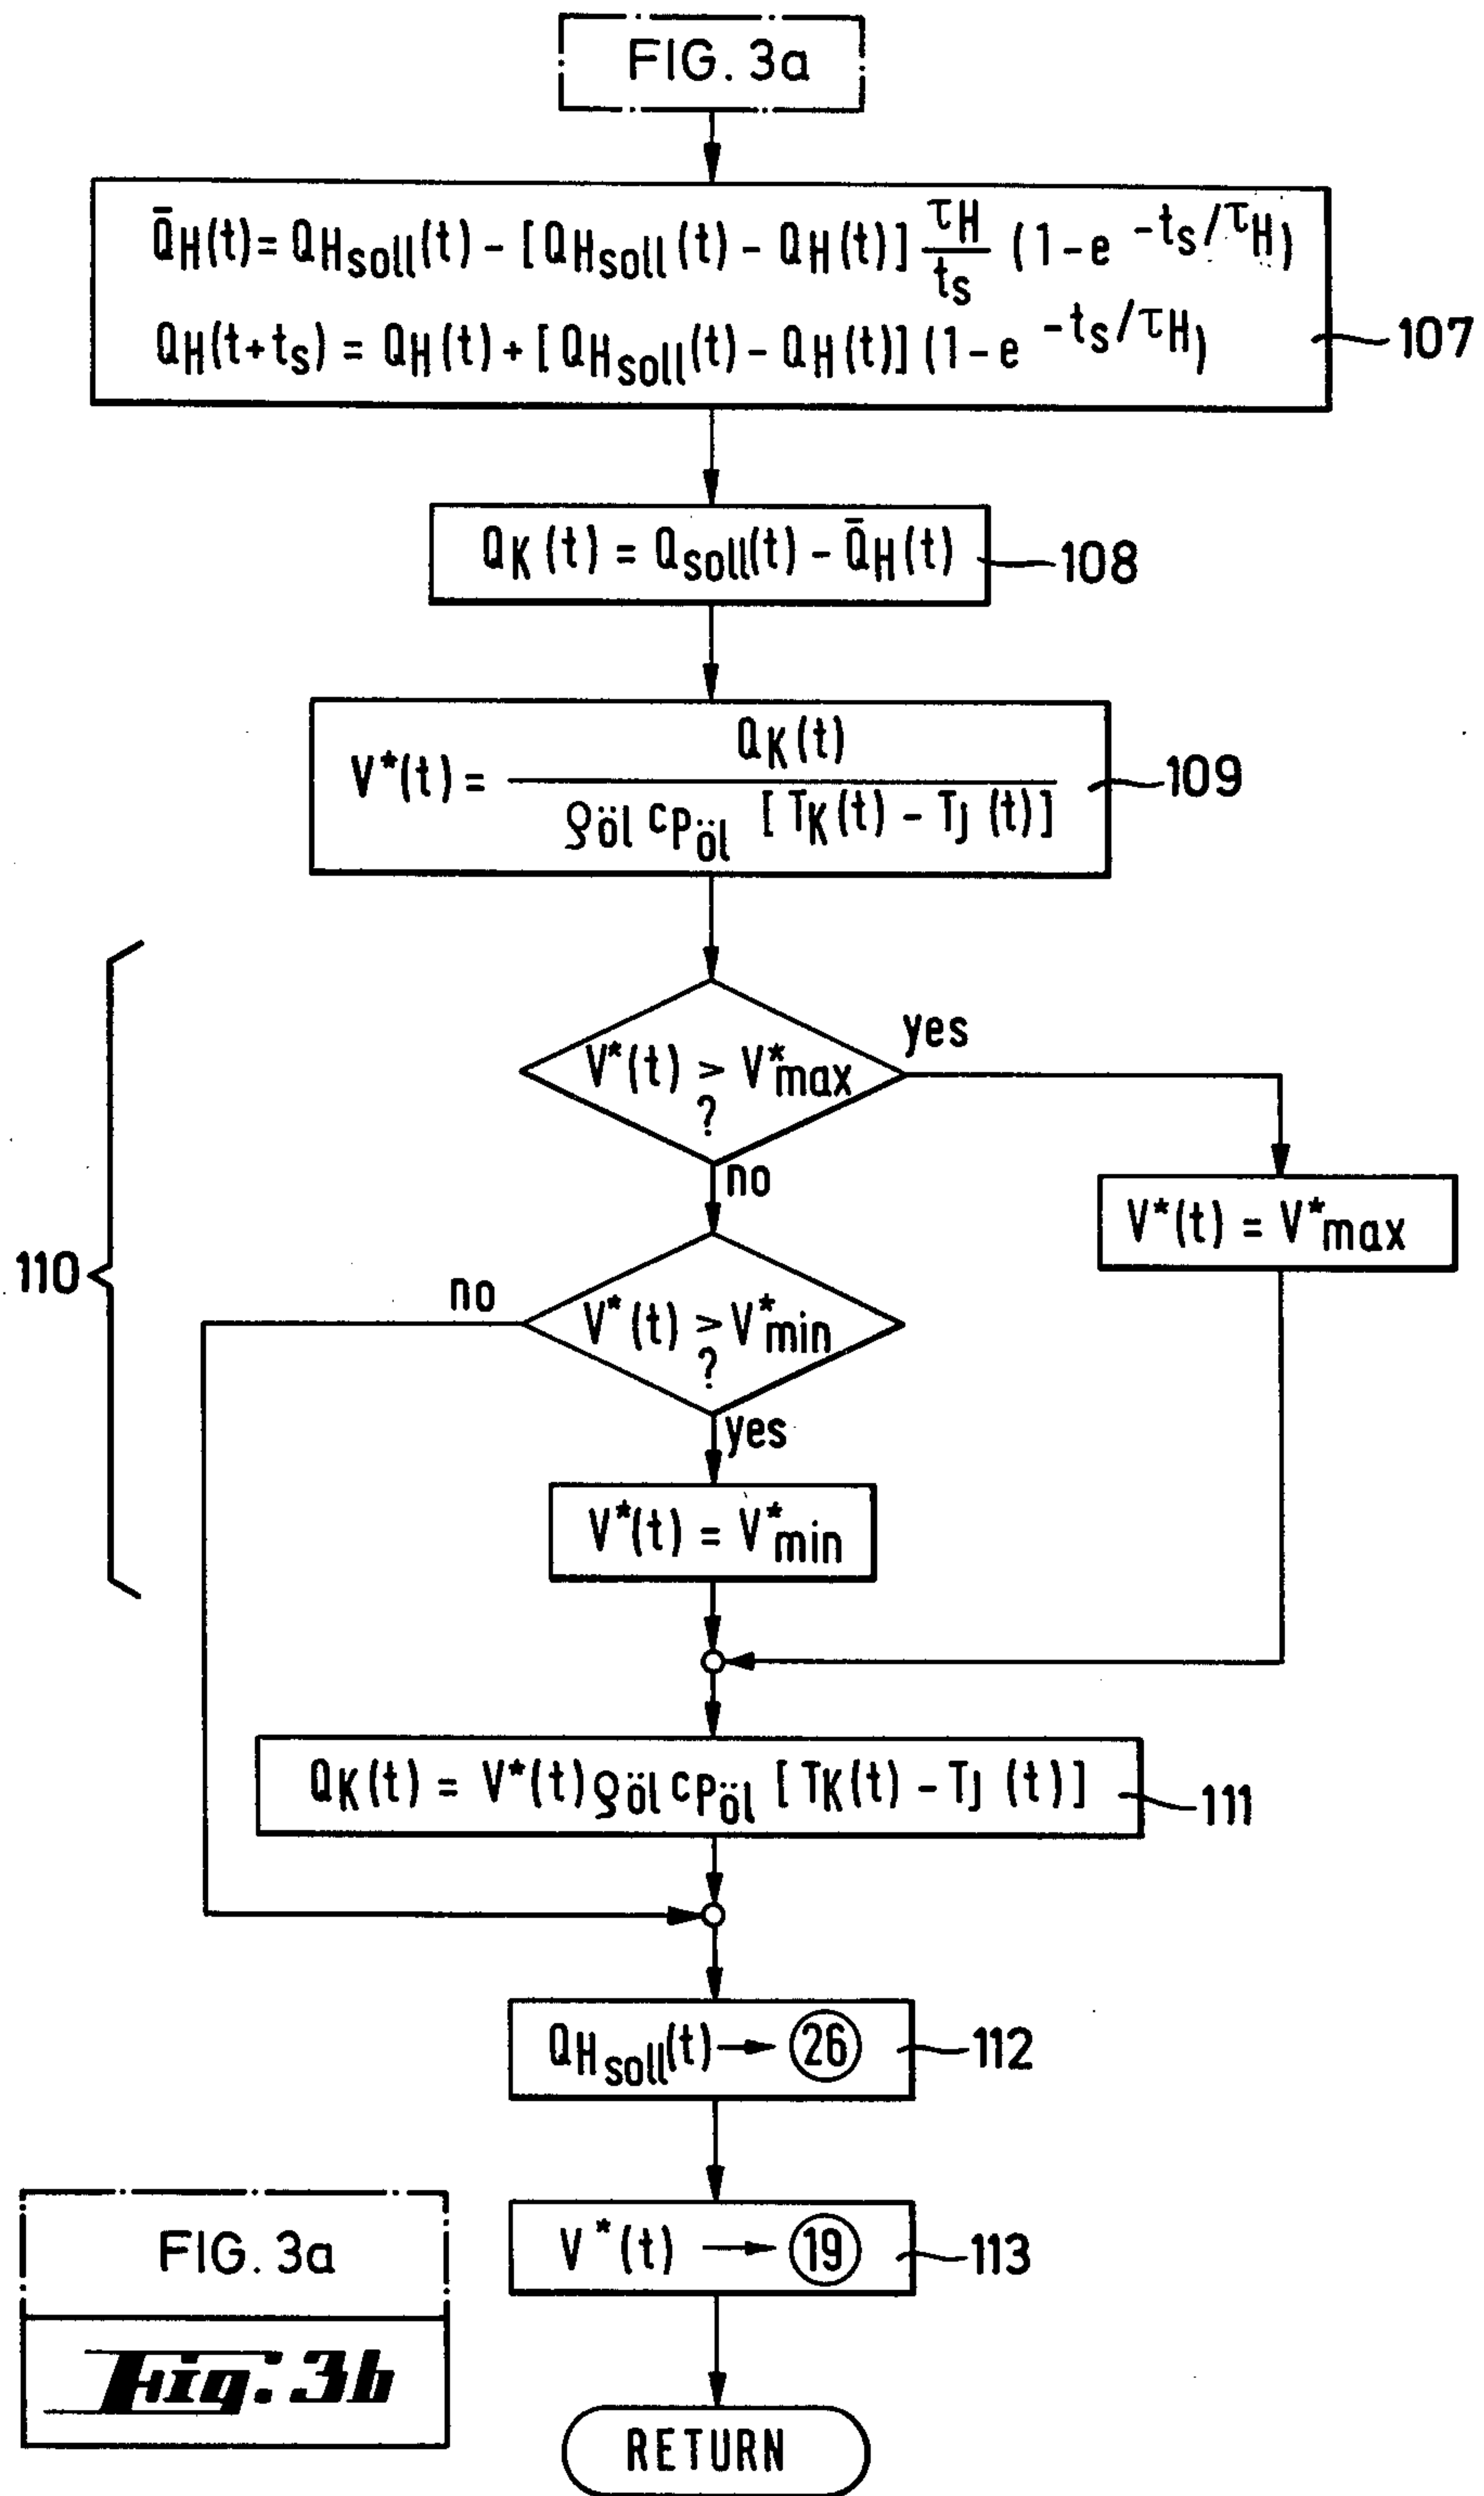 FIG. 3a
Q̄H(t) = QHsoll(t) - [QHsoll(t) - QH(t)] τH/ts (1 - e -ts/τH)
QH(t+ts) = QH(t) + [QHsoll(t) - QH(t)] (1 - e -ts/τH)
107
QK(t) = Qsoll(t) - Q̄H(t)
108
V*(t) = QK(t) / ϱöl cpöl [TK(t) - TJ(t)]
109
V*(t) > V*max
?
yes
no
V*(t) = V*max
110
no
V*(t) > V*min
?
yes
V*(t) = V*min
QK(t) = V*(t) ϱöl cpöl [TK(t) - TJ(t)]
111
QHsoll(t) → 26
112
V*(t) → 19
113
FIG. 3a
Fig. 3b
RETURN